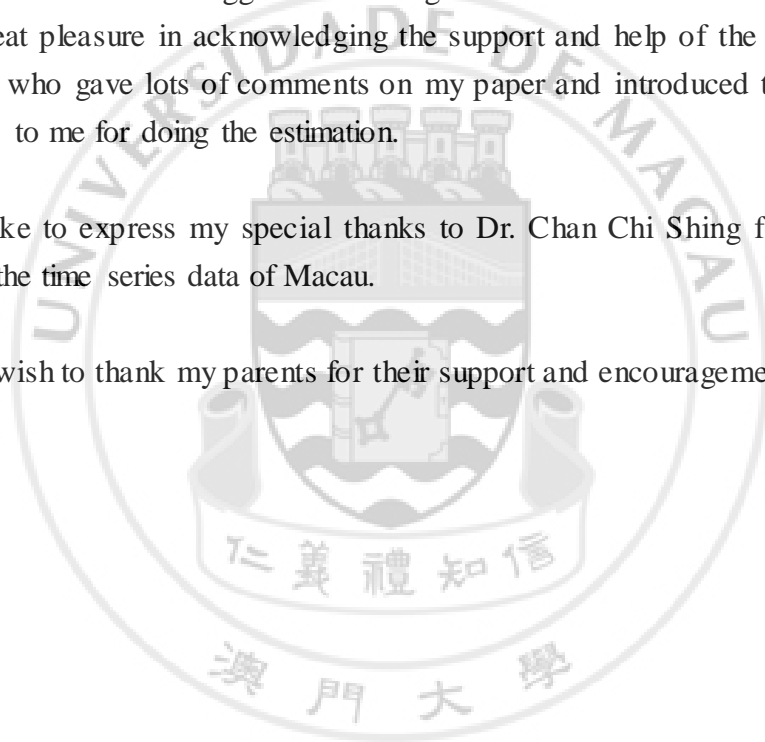 eat pleasure in acknowledging the support and help of the
who gave lots of comments on my paper and introduced t
to me for doing the estimation.
ke to express my special thanks to Dr. Chan Chi Shing f
the time series data of Macau.
wish to thank my parents for their support and encourageme
UNIVERSIDADE DE MACAU
仁義禮知信
澳門大學